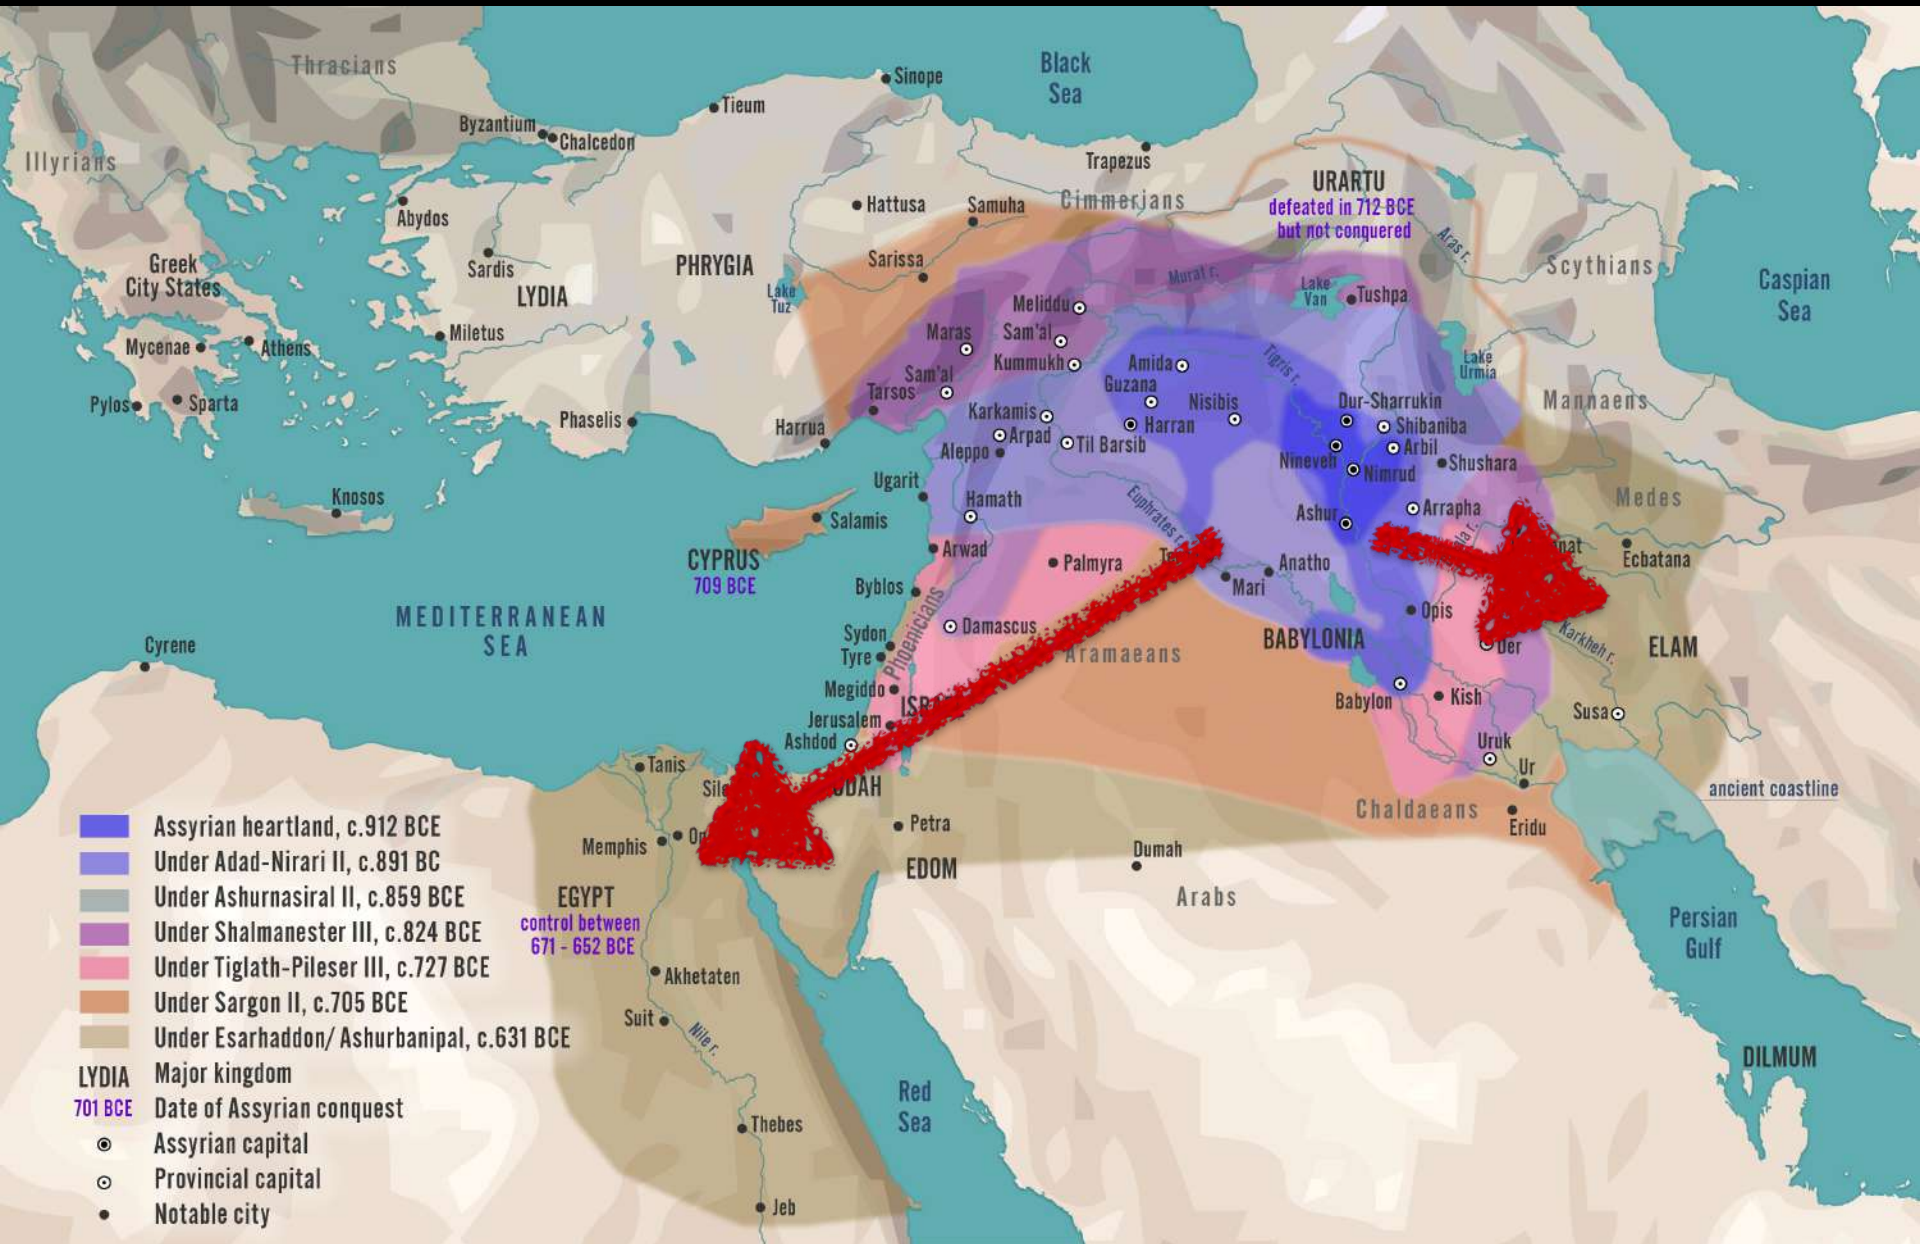 Black
Sea
Thracians
Sinope
Tieum
Byzantium
Chalcedon
Illyrians
Trapezus
URARTU
defeated in 712 BCE
but not conquered
Cimmerians
Abydos
Hattusa
Samuha
Aras r.
Scythians
Greek
City States
Sardis
LYDIA
PHRYGIA
Sarissa
Lake
Tuz
Murat r.
Lake
Van
Tushpa
Caspian
Sea
Meliddu
Miletus
Mycenae
Athens
Maras
Sam'al
Kummukh
Amida
Tigris r.
Lake
Urmia
Sam'al
Tarsos
Guzana
Nisibis
Dur-Sharrukin
Mannaens
Pylos
Sparta
Phaselis
Harrua
Karkamis
Arpad
Harran
Shibaniba
Aleppo
Til Barsib
Arbil
Nineveh
Nimrud
Shushara
Knosos
Ugarit
Hamath
Euphrates r.
Ashur
Arrapha
Medes
Salamis
CYPRUS
709 BCE
Arwad
Palmyra
Anatho
Mari
Ecbatana
Byblos
MEDITERRANEAN
SEA
Phoenicians
Damascus
Opis
Cyrene
Sydon
Tyre
Aramaeans
BABYLONIA
Der
Karkheh r.
ELAM
Megiddo
Jerusalem
Ashdod
Babylon
Kish
Susa
Uruk
Ur
Tanis
Petra
Chaldaeans
Eridu
ancient coastline
Memphis
EDOM
Dumah
Arabs
EGYPT
control between
671 - 652 BCE
Persian
Gulf
Akhetaten
Suit
Nile r.
DILMUM
Red
Sea
Thebes
Jeb
Assyrian heartland, c.912 BCE
Under Adad-Nirari II, c.891 BC
Under Ashurnasiral II, c.859 BCE
Under Shalmanester III, c.824 BCE
Under Tiglath-Pileser III, c.727 BCE
Under Sargon II, c.705 BCE
Under Esarhaddon/ Ashurbanipal, c.631 BCE
LYDIA Major kingdom
701 BCE Date of Assyrian conquest
Assyrian capital
Provincial capital
Notable city